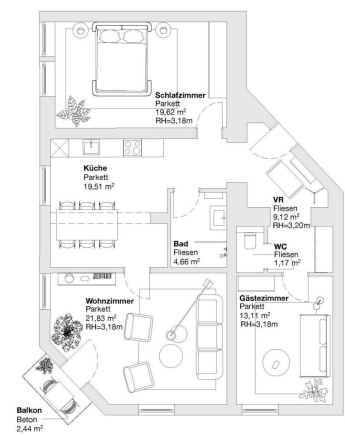 Schlafzimmer
Parkett
19,62 m²
RH=3,18m
Küche
Parkett
19,51 m²
VR
Fliesen
9,12 m²
RH=3,20m
Bad
Fliesen
4,66 m²
WC
Fliesen
1,17 m²
Wohnzimmer
Parkett
21,83 m²
RH=3,18m
Gästezimmer
Parkett
13,11 m²
RH=3,18m
Balkon
Beton
2,44 m²